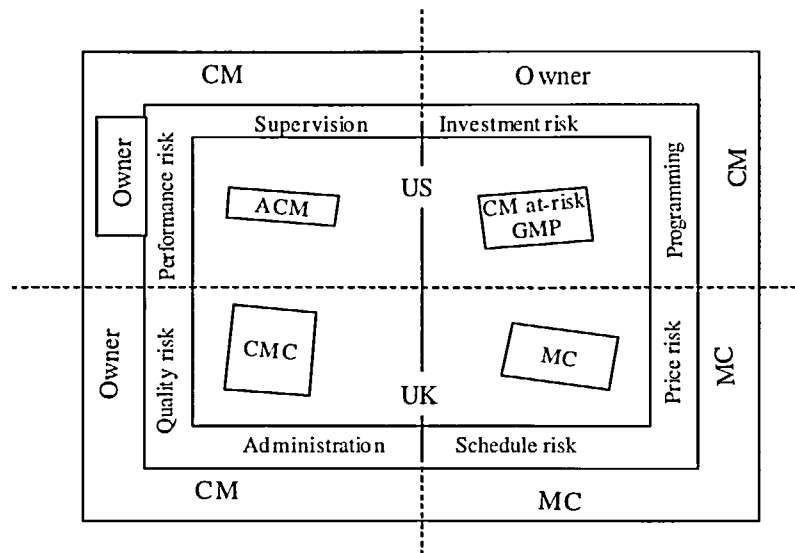 CM
Owner
Supervision
Investment risk
Owner
Performance risk
US
ACM
CM at-risk
GMP
Programming
CM
Owner
Quality risk
CMC
UK
MC
Price risk
MC
Administration
Schedule risk
CM
MC